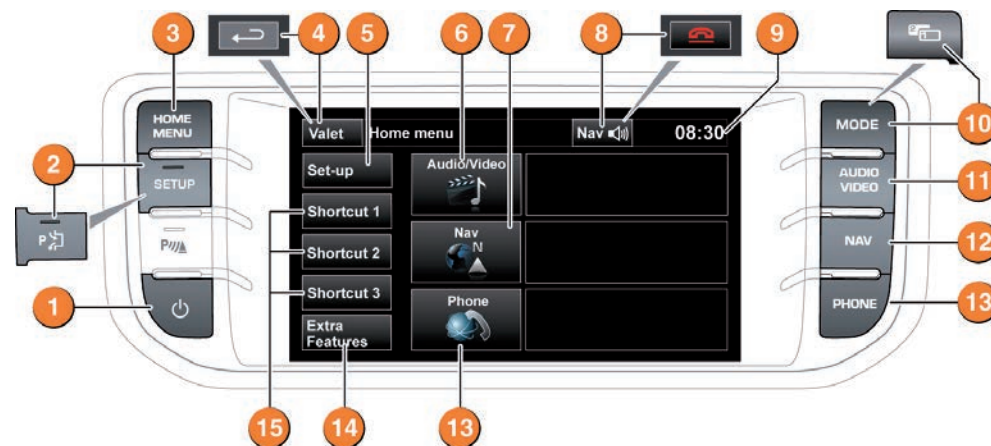 3
4
5
6
7
8
9
HOME
MENU
Valet
Home menu
Nav
08:30
MODE
10
2
SETUP
Set-up
Audio/Video
AUDIO
VIDEO
11
Shortcut 1
P
P
Nav
N
Shortcut 2
NAV
12
1
Shortcut 3
Phone
PHONE
13
Extra
Features
15
14
13